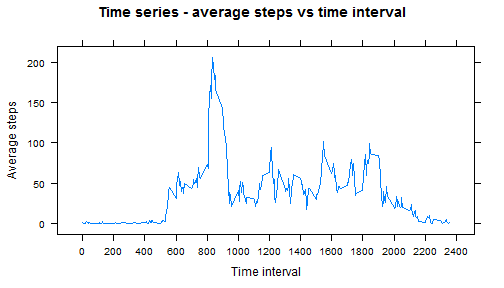 Time series - average steps vs time interval
200
150
100
50
0
Average steps
0 200 400 600 800 1000 1200 1400 1600 1800 2000 2200 2400
Time interval